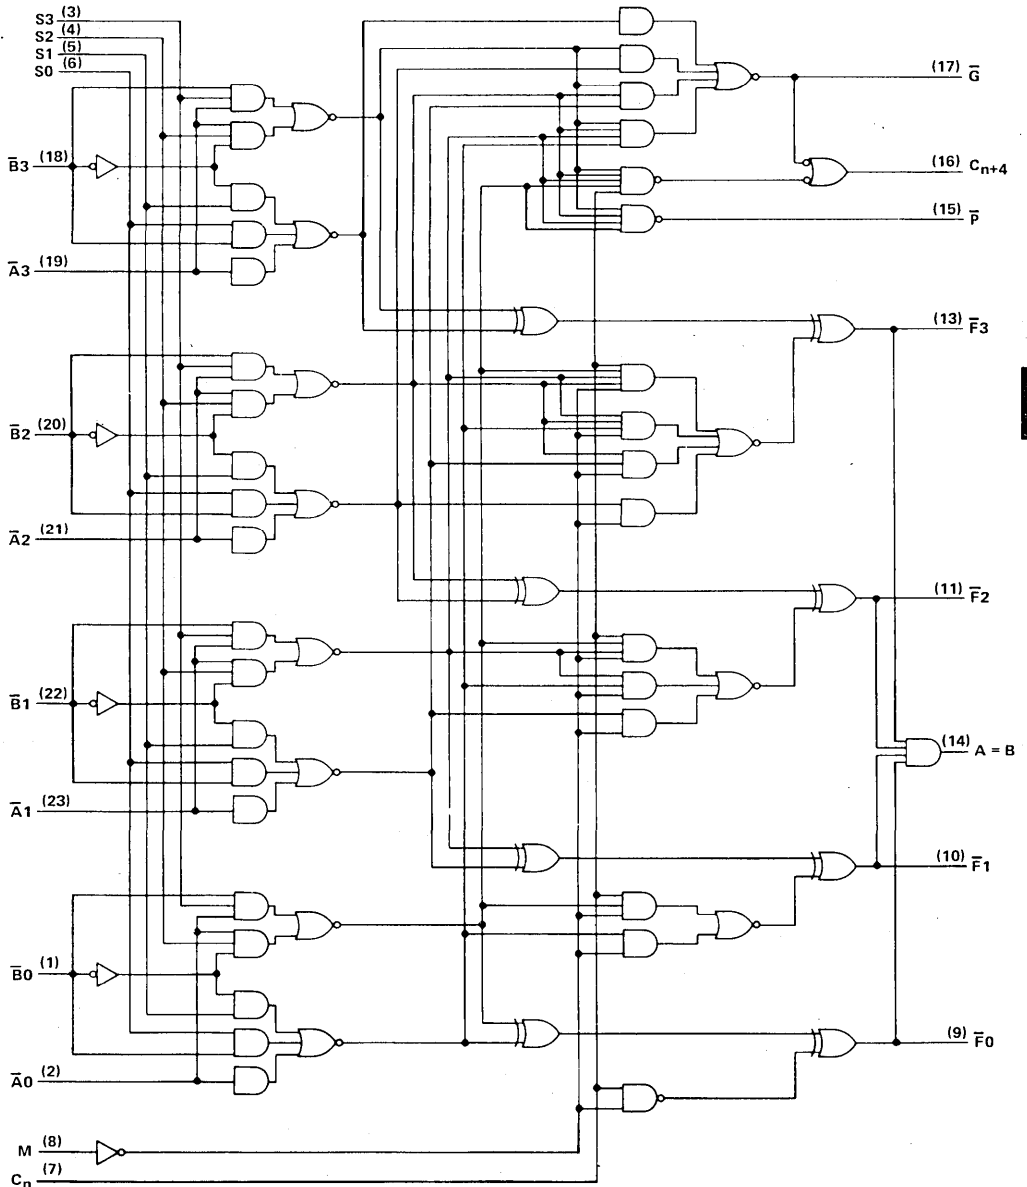 S3 (3)
S2 (4)
S1 (5)
S0 (6)
(17) G̅
B̅3 (18)
(16) Cn+4
(15) P̅
A̅3 (19)
(13) F̅3
B̅2 (20)
A̅2 (21)
(11) F̅2
B̅1 (22)
(14) A = B
A̅1 (23)
(10) F̅1
B̅0 (1)
(9) F̅0
A̅0 (2)
M (8)
Cn (7)